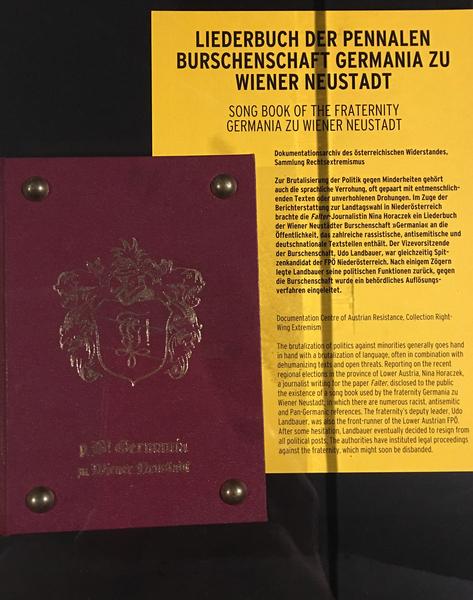 LIEDERBUCH DER PENNALEN
BURSCHENSCHAFT GERMANIA ZU
WIENER NEUSTADT
SONG BOOK OF THE FRATERNITY
GERMANIA ZU WIENER NEUSTADT
Dokumentationsarchiv des österreichischen Widerstandes,
Sammlung Rechtsextremismus
Zur Brutalisierung der Politik gegen Minderheiten gehört
auch die sprachliche Verrohung, oft gepaart mit entmenschlich-
enden Texten oder unverhohlenen Drohungen. Im Zuge der
Berichterstattung zur Landtagswahl in Niederösterreich
brachte die Falter-Journalistin Nina Horaczek ein Liederbuch
der Wiener Neustädter Burschenschaft »Germania« an die
Öffentlichkeit, das zahlreiche rassistische, antisemitische und
deutschnationale Textstellen enthält. Der Vizevorsitzende
der Burschenschaft, Udo Landbauer, war gleichzeitig Spit-
zenkandidat der FPÖ Niederösterreich. Nach einigem Zögern
legte Landbauer seine politischen Funktionen zurück, gegen
die Burschenschaft wurde ein behördliches Auflösungs-
verfahren eingeleitet.
Documentation Centre of Austrian Resistance, Collection Right-
Wing Extremism
The brutalization of politics against minorities generally goes hand
in hand with a brutalization of language, often in combination with
dehumanizing texts and open threats. Reporting on the recent
regional elections in the province of Lower Austria, Nina Horaczek,
a journalist writing for the paper Falter, disclosed to the public
the existence of a song book used by the fraternity Germania zu
Wiener Neustadt, in which there are numerous racist, antisemitic
and Pan-Germanic references. The fraternity's deputy leader, Udo
Landbauer, was also the front-runner of the Lower Austrian FPÖ.
After some hesitation, Landbauer eventually decided to resign from
all political posts. The authorities have instituted legal proceedings
against the fraternity, which might soon be disbanded.
p.B! Germania
zu Wiener Neustadt